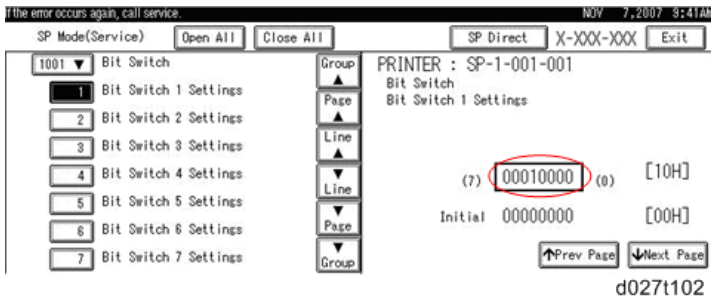 If the error occurs again, call service.
NOV 7,2007 9:41AM
SP Mode(Service) Open All Close All SP Direct X-XXX-XXX Exit
1001 ▼ Bit Switch
1 Bit Switch 1 Settings
2 Bit Switch 2 Settings
3 Bit Switch 3 Settings
4 Bit Switch 4 Settings
5 Bit Switch 5 Settings
6 Bit Switch 6 Settings
7 Bit Switch 7 Settings
Group
▲
Page
▲
Line
▲
▼
Line
▼
Page
▼
Group
PRINTER : SP-1-001-001
Bit Switch
Bit Switch 1 Settings
(7) 00010000 (0) [10H]
Initial 00000000 [00H]
↑Prev Page ↓Next Page
d027t102